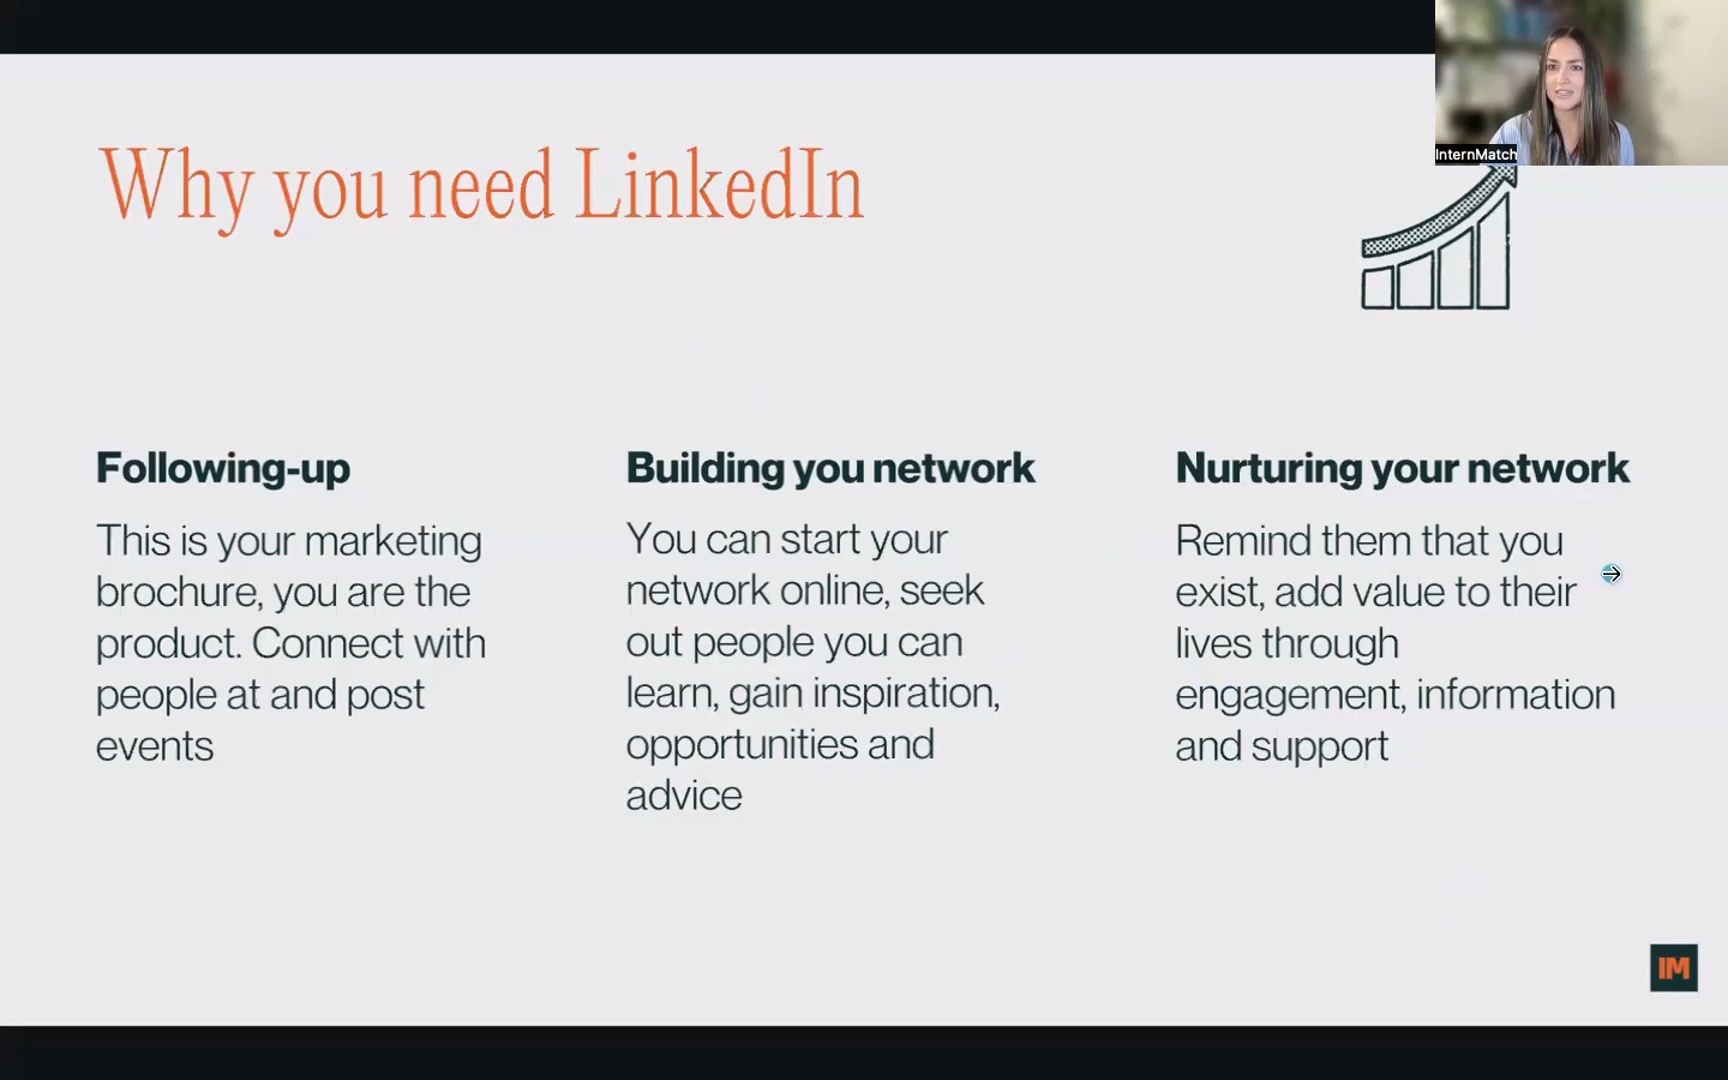 InternMatch
Why you need LinkedIn
Following-up
This is your marketing
brochure, you are the
product. Connect with
people at and post
events
Building you network
You can start your
network online, seek
out people you can
learn, gain inspiration,
opportunities and
advice
Nurturing your network
Remind them that you
exist, add value to their
lives through
engagement, information
and support
IM